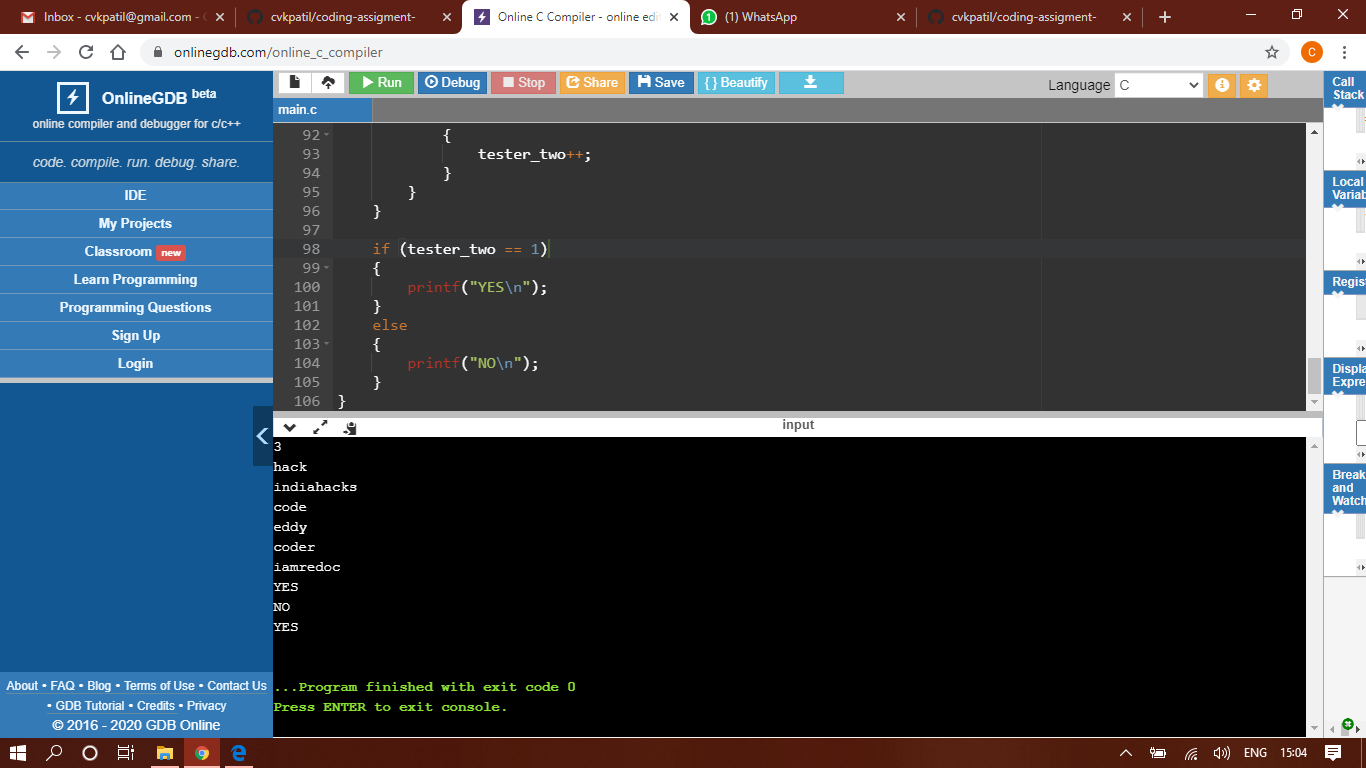 Inbox - cvkpatil@gmail.com -
cvkpatil/coding-assigment-
Online C Compiler - online edi
(1) WhatsApp
cvkpatil/coding-assigment-
onlinegdb.com/online_c_compiler
C
OnlineGDB beta
online compiler and debugger for c/c++
code. compile. run. debug. share.
IDE
My Projects
Classroom new
Learn Programming
Programming Questions
Sign Up
Login
About • FAQ • Blog • Terms of Use • Contact Us
• GDB Tutorial • Credits • Privacy
© 2016 - 2020 GDB Online
Run Debug Stop Share Save { } Beautify
Language C
main.c
92 {
93 tester_two++;
94 }
95 }
96 }
97
98 if (tester_two == 1)
99 {
100 printf("YES\n");
101 }
102 else
103 {
104 printf("NO\n");
105 }
106 }
input
3
hack
indiahacks
code
eddy
coder
iamredoc
YES
NO
YES
...Program finished with exit code 0
Press ENTER to exit console.
Call
Stack
Local
Variab
Regist
Displa
Expre
Break
and
Watch
ENG 15:04